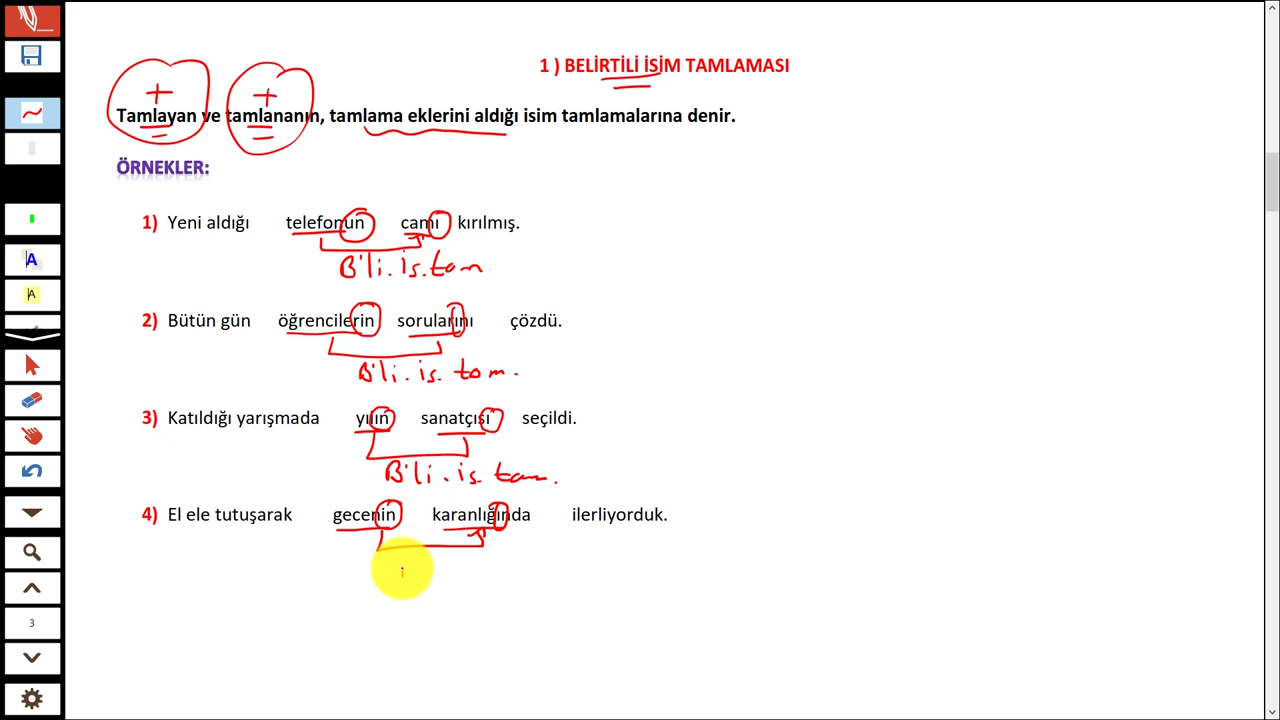 1 ) BELİRTİLİ İSİM TAMLAMASI
+ +
Tamlayan ve tamlananın, tamlama eklerini aldığı isim tamlamalarına denir.
ÖRNEKLER:
1) Yeni aldığı telefonun camı kırılmış.
B'li. is. tam.
2) Bütün gün öğrencilerin sorularını çözdü.
B'li. is. tam.
3) Katıldığı yarışmada yılın sanatçısı seçildi.
B'li. is. tam.
4) El ele tutuşarak gecenin karanlığında ilerliyorduk.
A
A
3